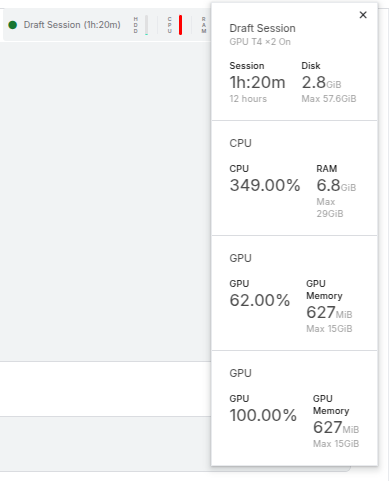 Draft Session (1h:20m)
HDD
CPU
RAM
×
Draft Session
GPU T4 ×2 On
Session
1h:20m
12 hours
Disk
2.8GiB
Max 57.6GiB
CPU
CPU
349.00%
RAM
6.8GiB
Max
29GiB
GPU
GPU
62.00%
GPU
Memory
627MiB
Max 15GiB
GPU
GPU
100.00%
GPU
Memory
627MiB
Max 15GiB